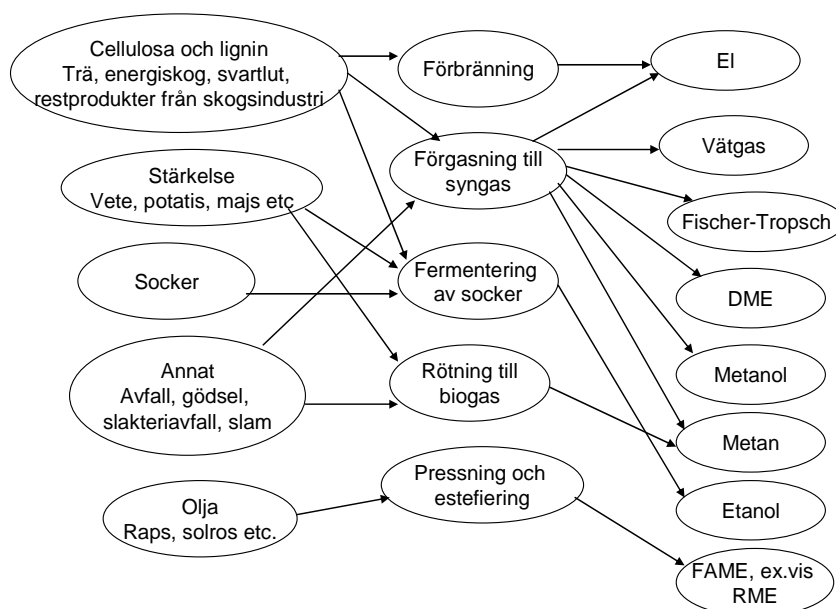 Cellulosa och lignin
Trä, energiskog, svartlut,
restprodukter från skogsindustri
Stärkelse
Vete, potatis, majs etc
Socker
Annat
Avfall, gödsel,
slakteriavfall, slam
Olja
Raps, solros etc.
Förbränning
Förgasning till
syngas
Fermentering
av socker
Rötning till
biogas
Pressning och
estefiering
El
Vätgas
Fischer-Tropsch
DME
Metanol
Metan
Etanol
FAME, ex.vis
RME